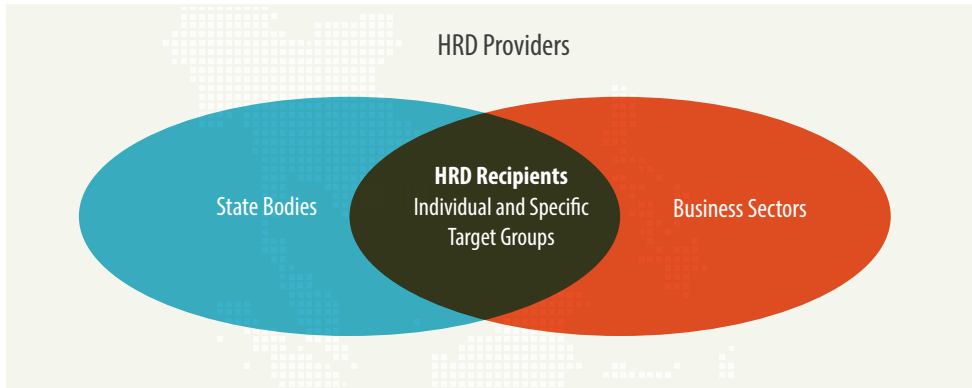 HRD Providers
State Bodies
HRD Recipients
Individual and Specific
Target Groups
Business Sectors